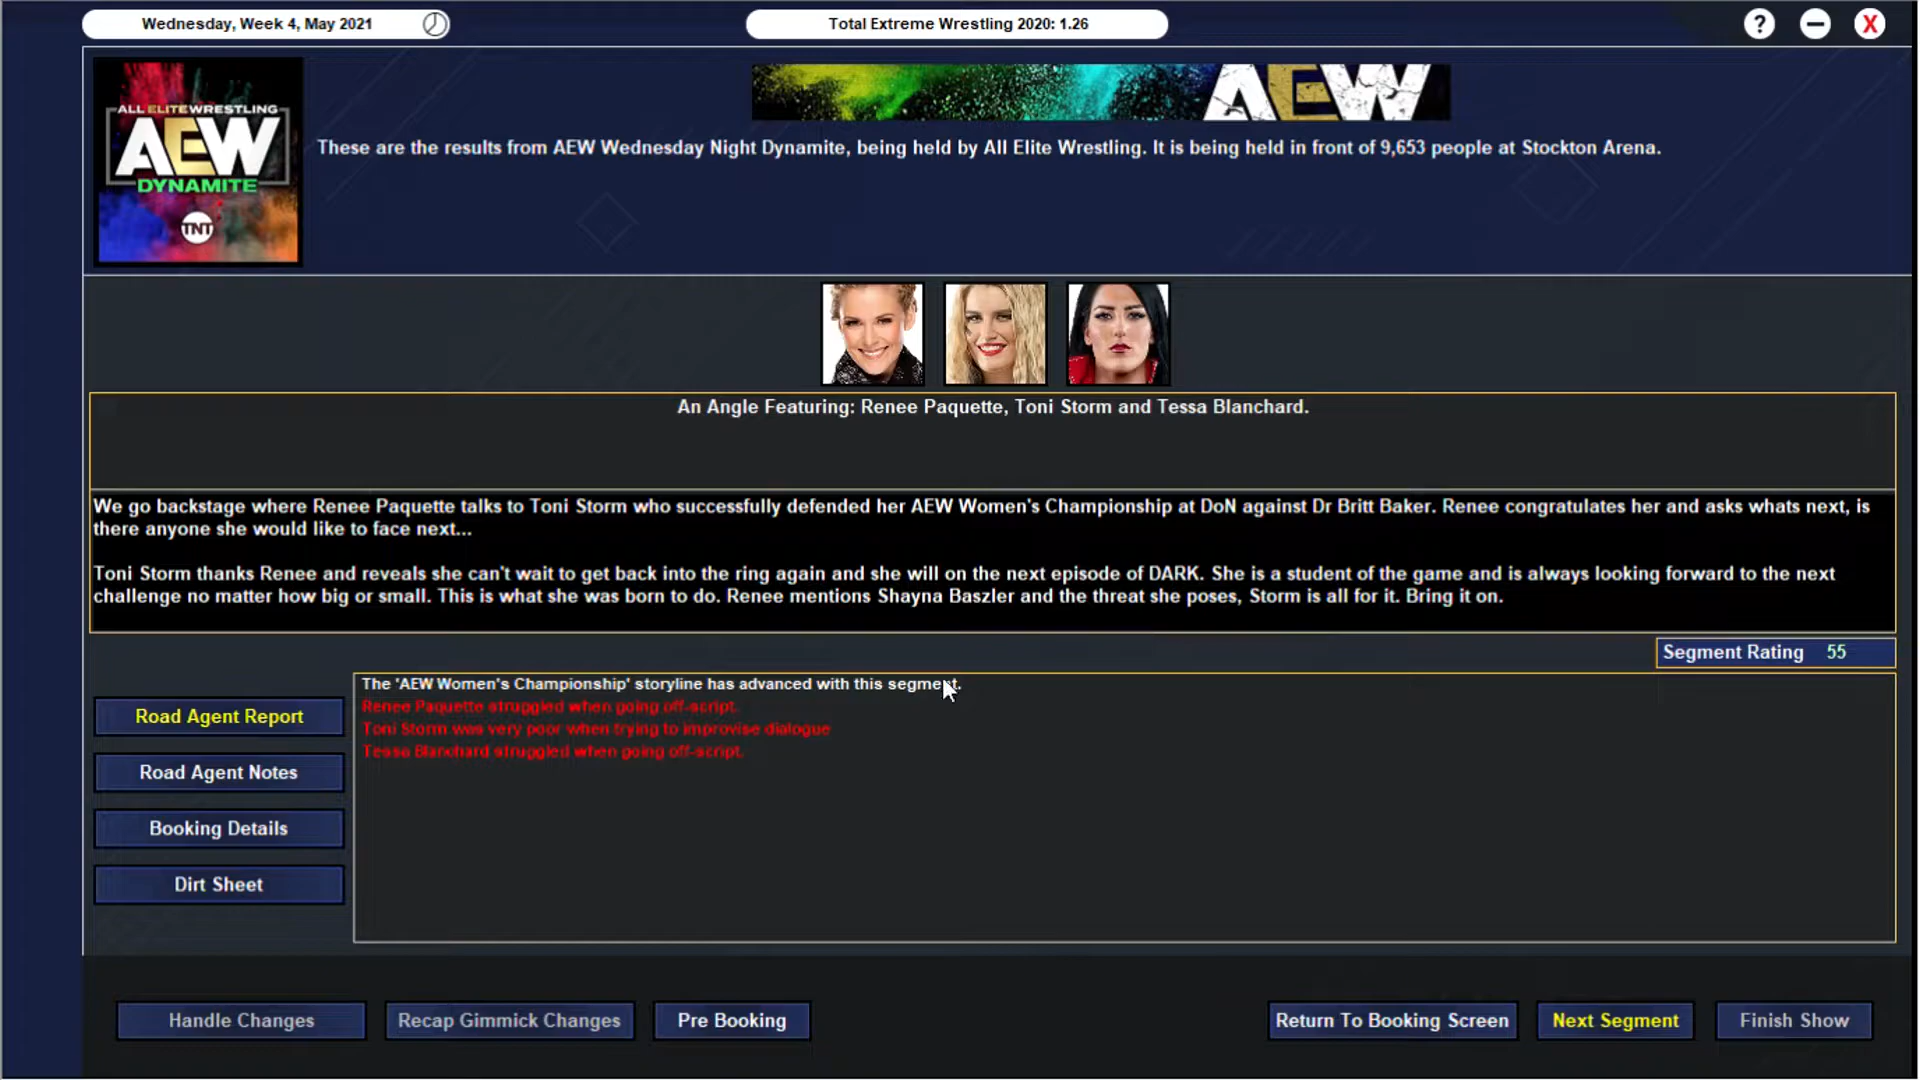 Wednesday, Week 4, May 2021
Total Extreme Wrestling 2020: 1.26
?
X
ALL ELITE WRESTLING
AEW
DYNAMITE
TNT
AEW
These are the results from AEW Wednesday Night Dynamite, being held by All Elite Wrestling. It is being held in front of 9,653 people at Stockton Arena.
An Angle Featuring: Renee Paquette, Toni Storm and Tessa Blanchard.
We go backstage where Renee Paquette talks to Toni Storm who successfully defended her AEW Women's Championship at DoN against Dr Britt Baker. Renee congratulates her and asks whats next, is
there anyone she would like to face next...
Toni Storm thanks Renee and reveals she can't wait to get back into the ring again and she will on the next episode of DARK. She is a student of the game and is always looking forward to the next
challenge no matter how big or small. This is what she was born to do. Renee mentions Shayna Baszler and the threat she poses, Storm is all for it. Bring it on.
Segment Rating 55
The 'AEW Women's Championship' storyline has advanced with this segment.
Renee Paquette struggled when going off-script.
Toni Storm was very poor when trying to improvise dialogue
Tessa Blanchard struggled when going off-script.
Road Agent Report
Road Agent Notes
Booking Details
Dirt Sheet
Handle Changes
Recap Gimmick Changes
Pre Booking
Return To Booking Screen
Next Segment
Finish Show